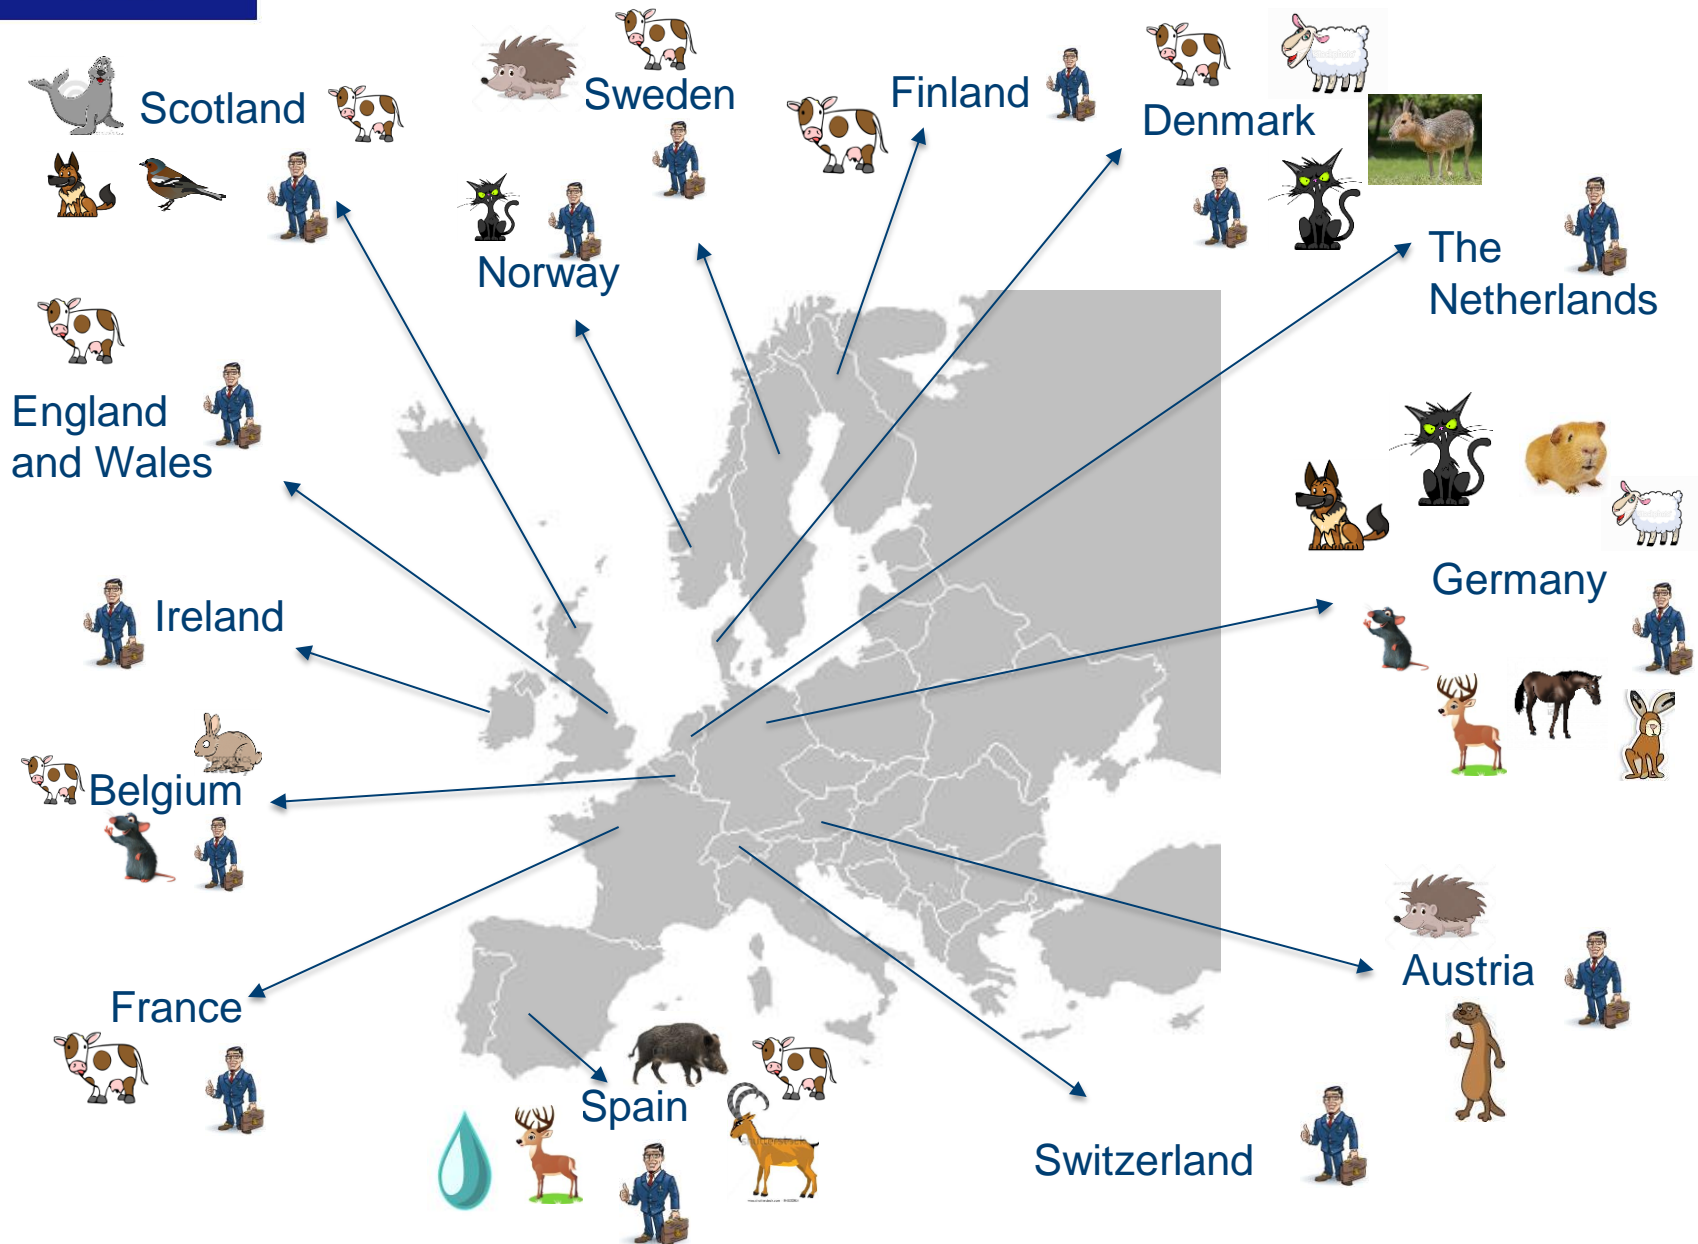 Scotland
Sweden
Finland
Denmark
Norway
The
Netherlands
England
and Wales
Ireland
Germany
Belgium
France
Austria
Spain
Switzerland